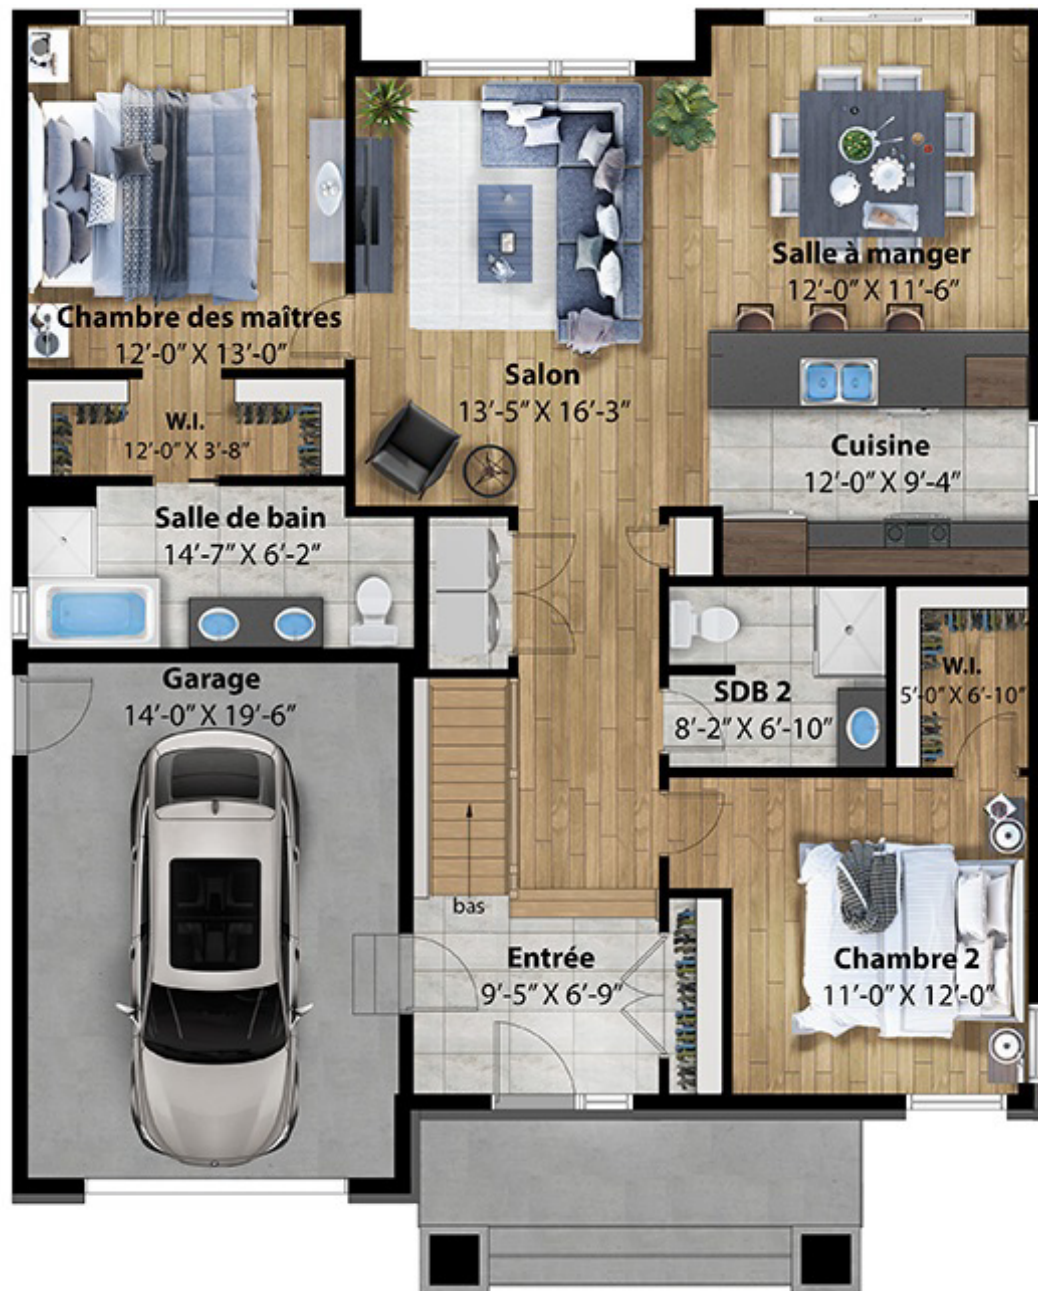 Salle à manger
12'-0" X 11'-6"
Chambre des maîtres
12'-0" X 13'-0"
Salon
13'-5" X 16'-3"
W.I.
12'-0" X 3'-8"
Cuisine
12'-0" X 9'-4"
Salle de bain
14'-7" X 6'-2"
Garage
14'-0" X 19'-6"
SDB 2
8'-2" X 6'-10"
W.I.
5'-0" X 6'-10"
bas
Entrée
9'-5" X 6'-9"
Chambre 2
11'-0" X 12'-0"